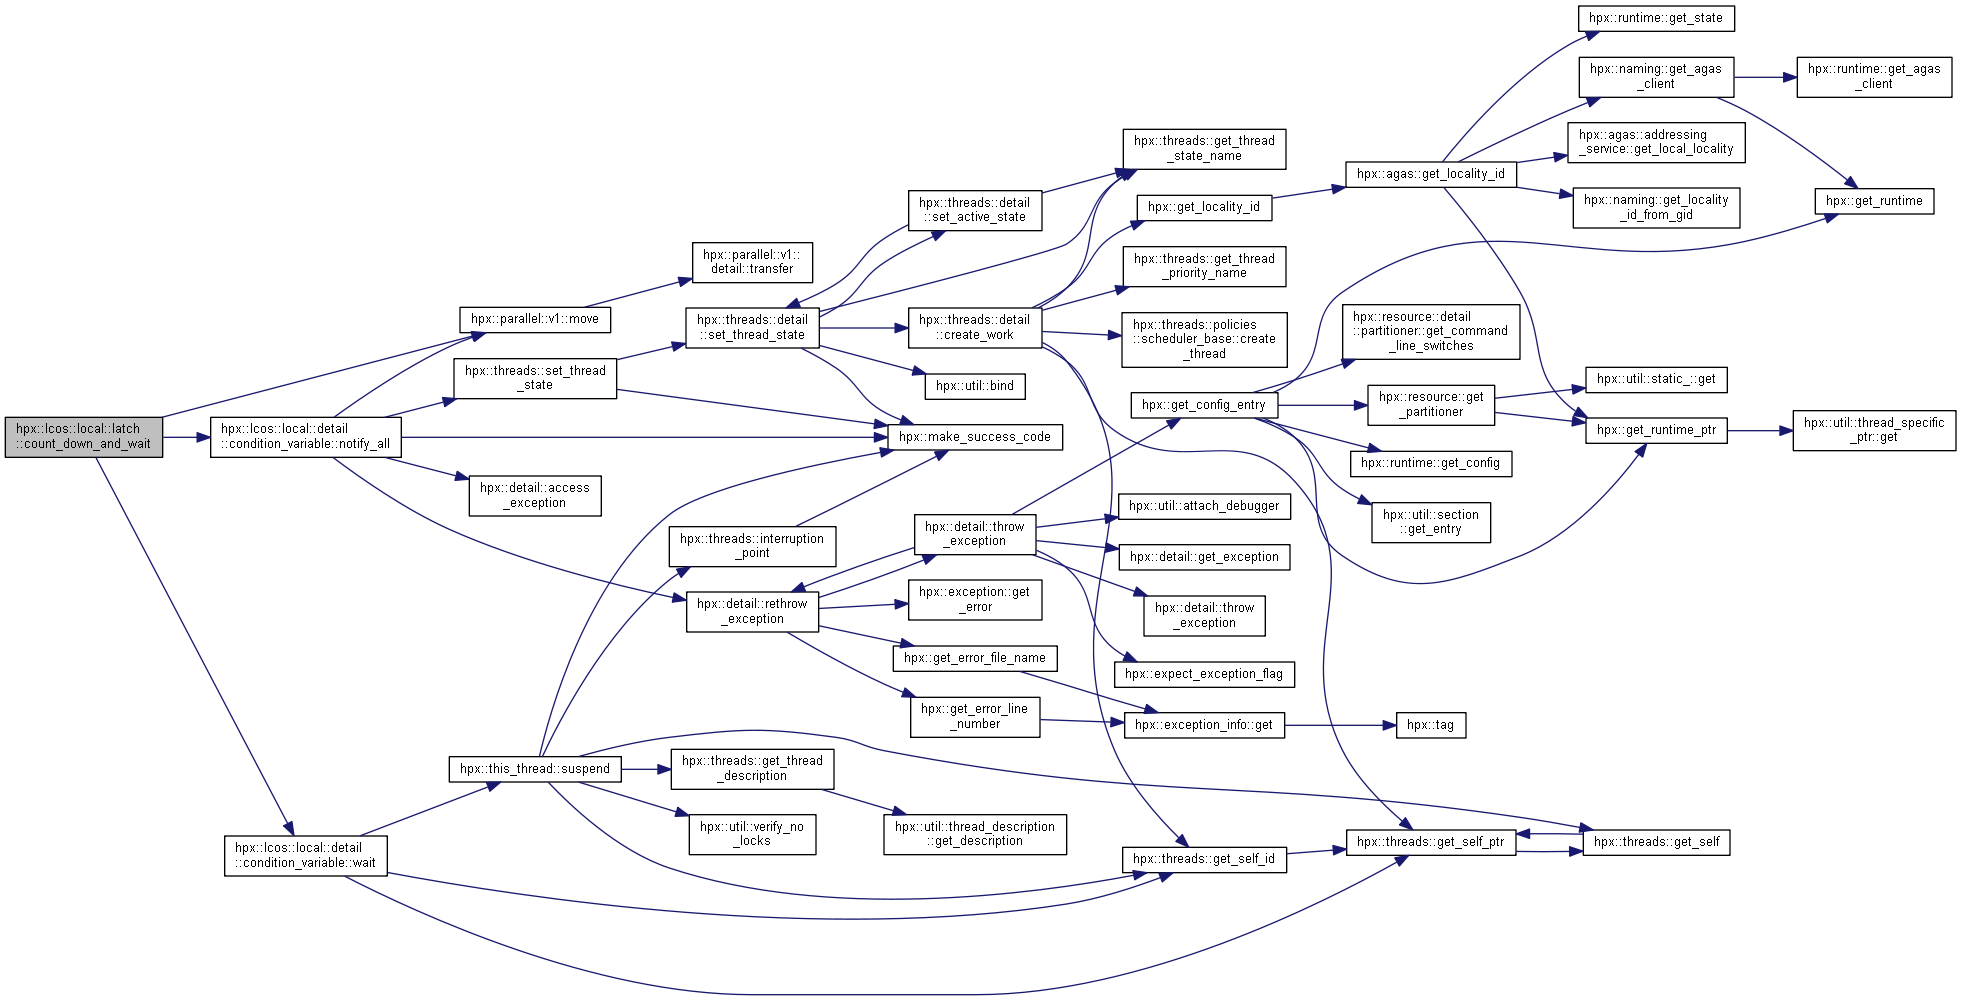 hpx::lcos::local::latch
::count_down_and_wait
hpx::parallel::v1::move
hpx::lcos::local::detail
::condition_variable::notify_all
hpx::lcos::local::detail
::condition_variable::wait
hpx::parallel::v1::
detail::transfer
hpx::threads::set_thread
_state
hpx::detail::access
_exception
hpx::this_thread::suspend
hpx::threads::detail
::set_thread_state
hpx::threads::interruption
_point
hpx::detail::rethrow
_exception
hpx::threads::get_thread
_description
hpx::util::verify_no
_locks
hpx::threads::detail
::set_active_state
hpx::threads::detail
::create_work
hpx::util::bind
hpx::make_success_code
hpx::detail::throw
_exception
hpx::exception::get
_error
hpx::get_error_file_name
hpx::get_error_line
_number
hpx::util::thread_description
::get_description
hpx::threads::get_thread
_state_name
hpx::get_locality_id
hpx::threads::get_thread
_priority_name
hpx::threads::policies
::scheduler_base::create
_thread
hpx::get_config_entry
hpx::util::attach_debugger
hpx::detail::get_exception
hpx::detail::throw
_exception
hpx::expect_exception_flag
hpx::exception_info::get
hpx::threads::get_self_id
hpx::agas::get_locality_id
hpx::resource::detail
::partitioner::get_command
_line_switches
hpx::resource::get
_partitioner
hpx::runtime::get_config
hpx::util::section
::get_entry
hpx::tag
hpx::threads::get_self_ptr
hpx::runtime::get_state
hpx::naming::get_agas
_client
hpx::agas::addressing
_service::get_local_locality
hpx::naming::get_locality
_id_from_gid
hpx::util::static_::get
hpx::get_runtime_ptr
hpx::threads::get_self
hpx::runtime::get_agas
_client
hpx::get_runtime
hpx::util::thread_specific
_ptr::get